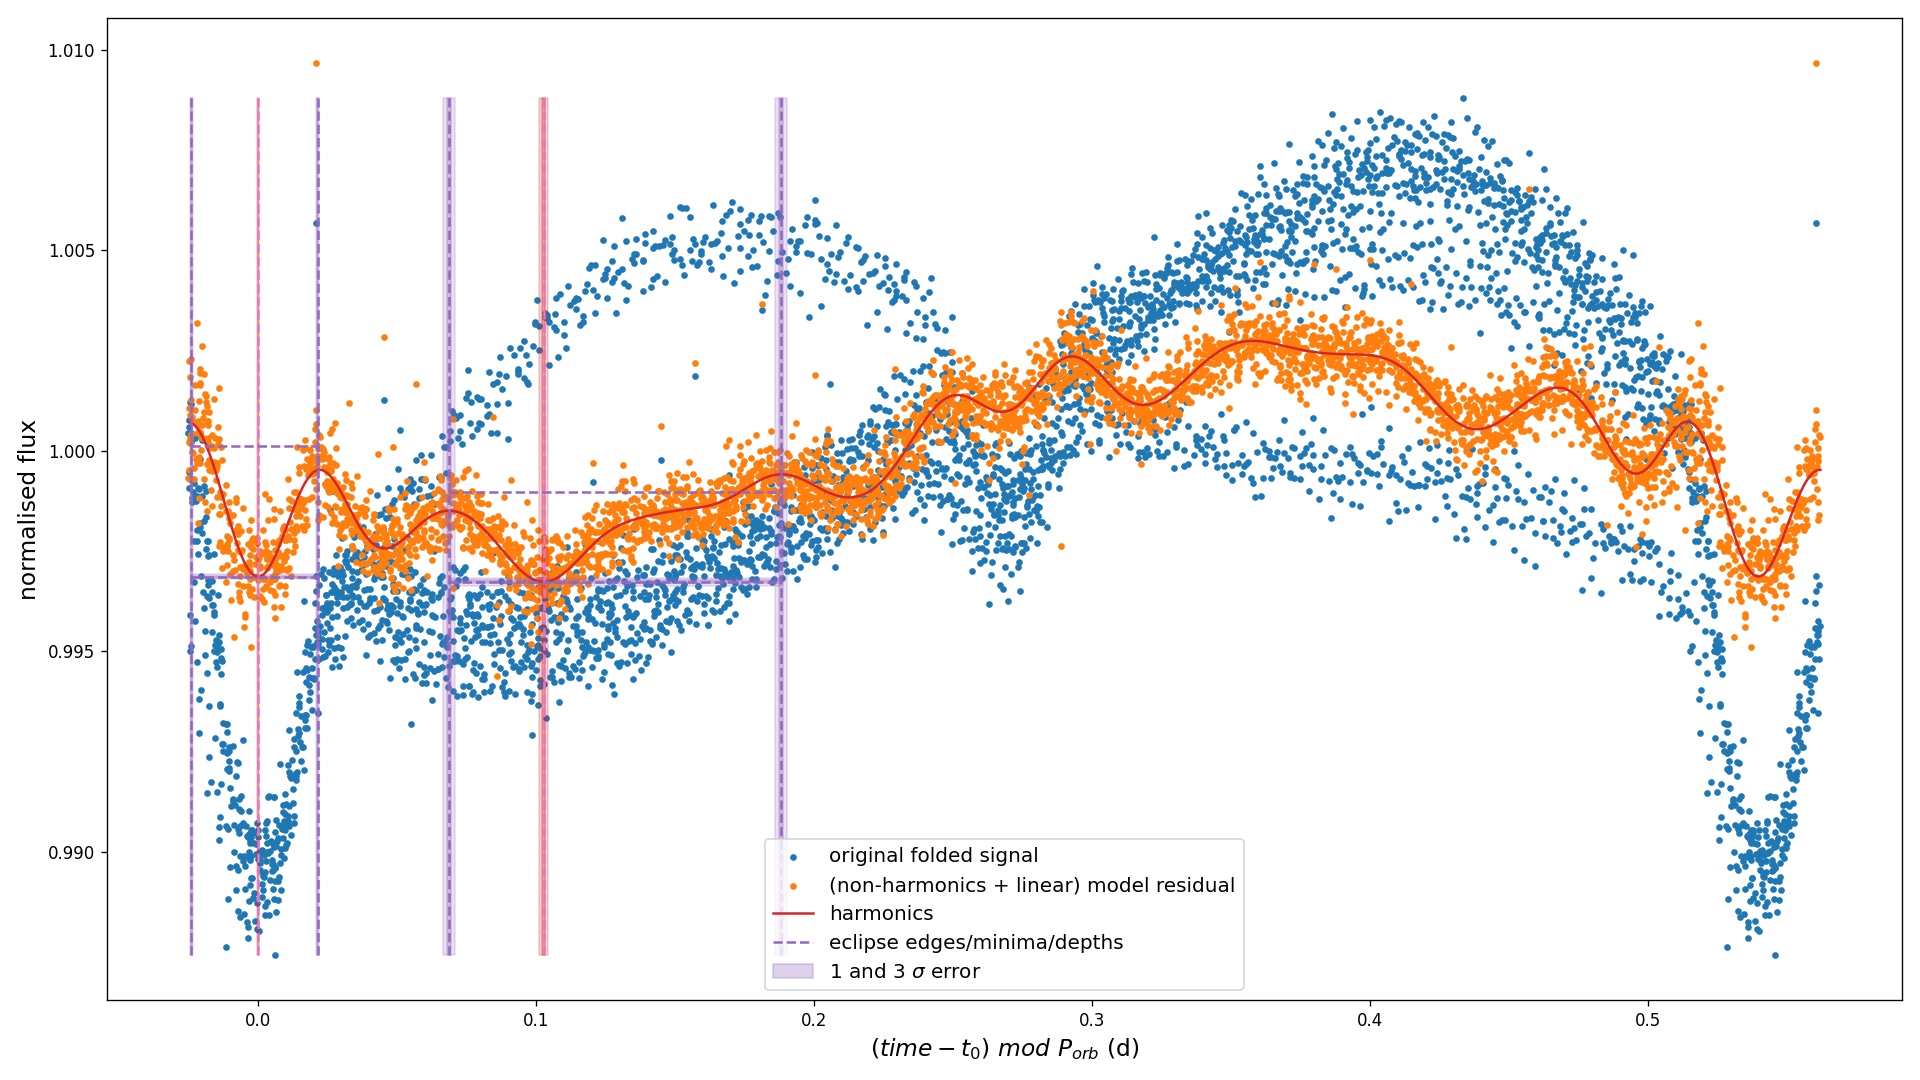 1.010
1.005
1.000
0.995
0.990
normalised flux
original folded signal
(non-harmonics + linear) model residual
harmonics
eclipse edges/minima/depths
1 and 3 σ error
0.0 0.1 0.2 0.3 0.4 0.5
(time − t₀) mod Pₒᵣᵦ (d)